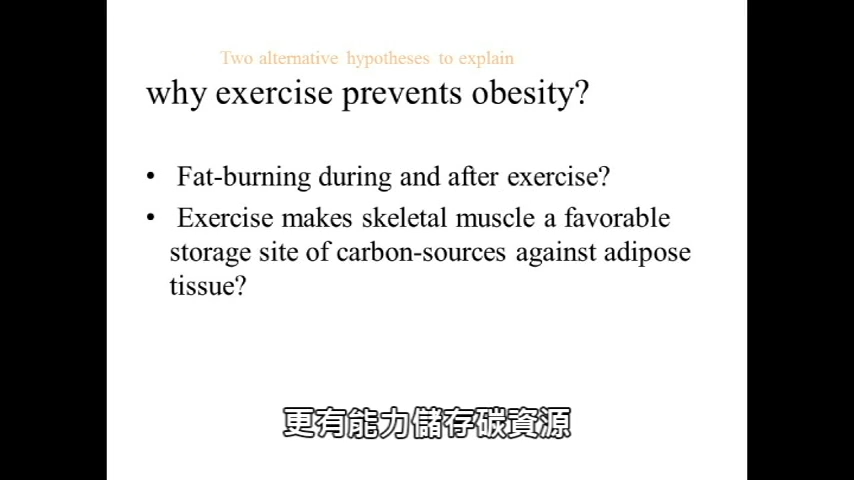 Two alternative hypotheses to explain
why exercise prevents obesity?
• Fat-burning during and after exercise?
• Exercise makes skeletal muscle a favorable
storage site of carbon-sources against adipose
tissue?
更有能力儲存碳資源